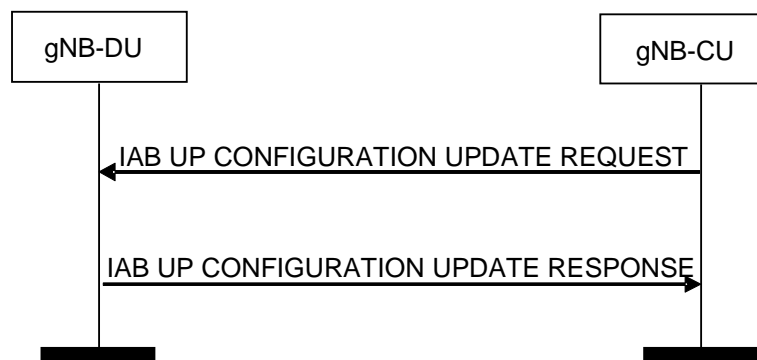 gNB-DU
gNB-CU
IAB UP CONFIGURATION UPDATE REQUEST
IAB UP CONFIGURATION UPDATE RESPONSE